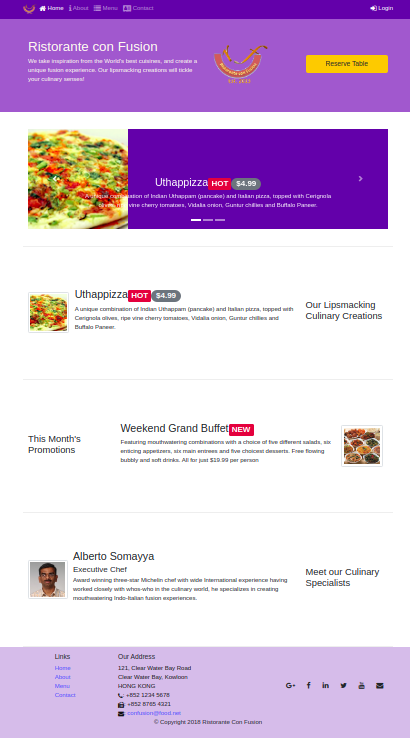 Home About Menu Contact Login
Ristorante con Fusion
We take inspiration from the World's best cuisines, and create a
unique fusion experience. Our lipsmacking creations will tickle
your culinary senses!
Reserve Table
Uthappizza HOT $4.99
A unique combination of Indian Uthappam (pancake) and Italian pizza, topped with Cerignola
olives, ripe vine cherry tomatoes, Vidalia onion, Guntur chillies and Buffalo Paneer.
Uthappizza HOT $4.99
A unique combination of Indian Uthappam (pancake) and Italian pizza, topped with
Cerignola olives, ripe vine cherry tomatoes, Vidalia onion, Guntur chillies and
Buffalo Paneer.
Our Lipsmacking
Culinary Creations
This Month's
Promotions
Weekend Grand Buffet NEW
Featuring mouthwatering combinations with a choice of five different salads, six
enticing appetizers, six main entrees and five choicest desserts. Free flowing
bubbly and soft drinks. All for just $19.99 per person
Alberto Somayya
Executive Chef
Award winning three-star Michelin chef with wide International experience having
worked closely with whos-who in the culinary world, he specializes in creating
mouthwatering Indo-Italian fusion experiences.
Meet our Culinary
Specialists
Links
Home
About
Menu
Contact
Our Address
121, Clear Water Bay Road
Clear Water Bay, Kowloon
HONG KONG
: +852 1234 5678
: +852 8765 4321
: confusion@food.net
© Copyright 2018 Ristorante Con Fusion